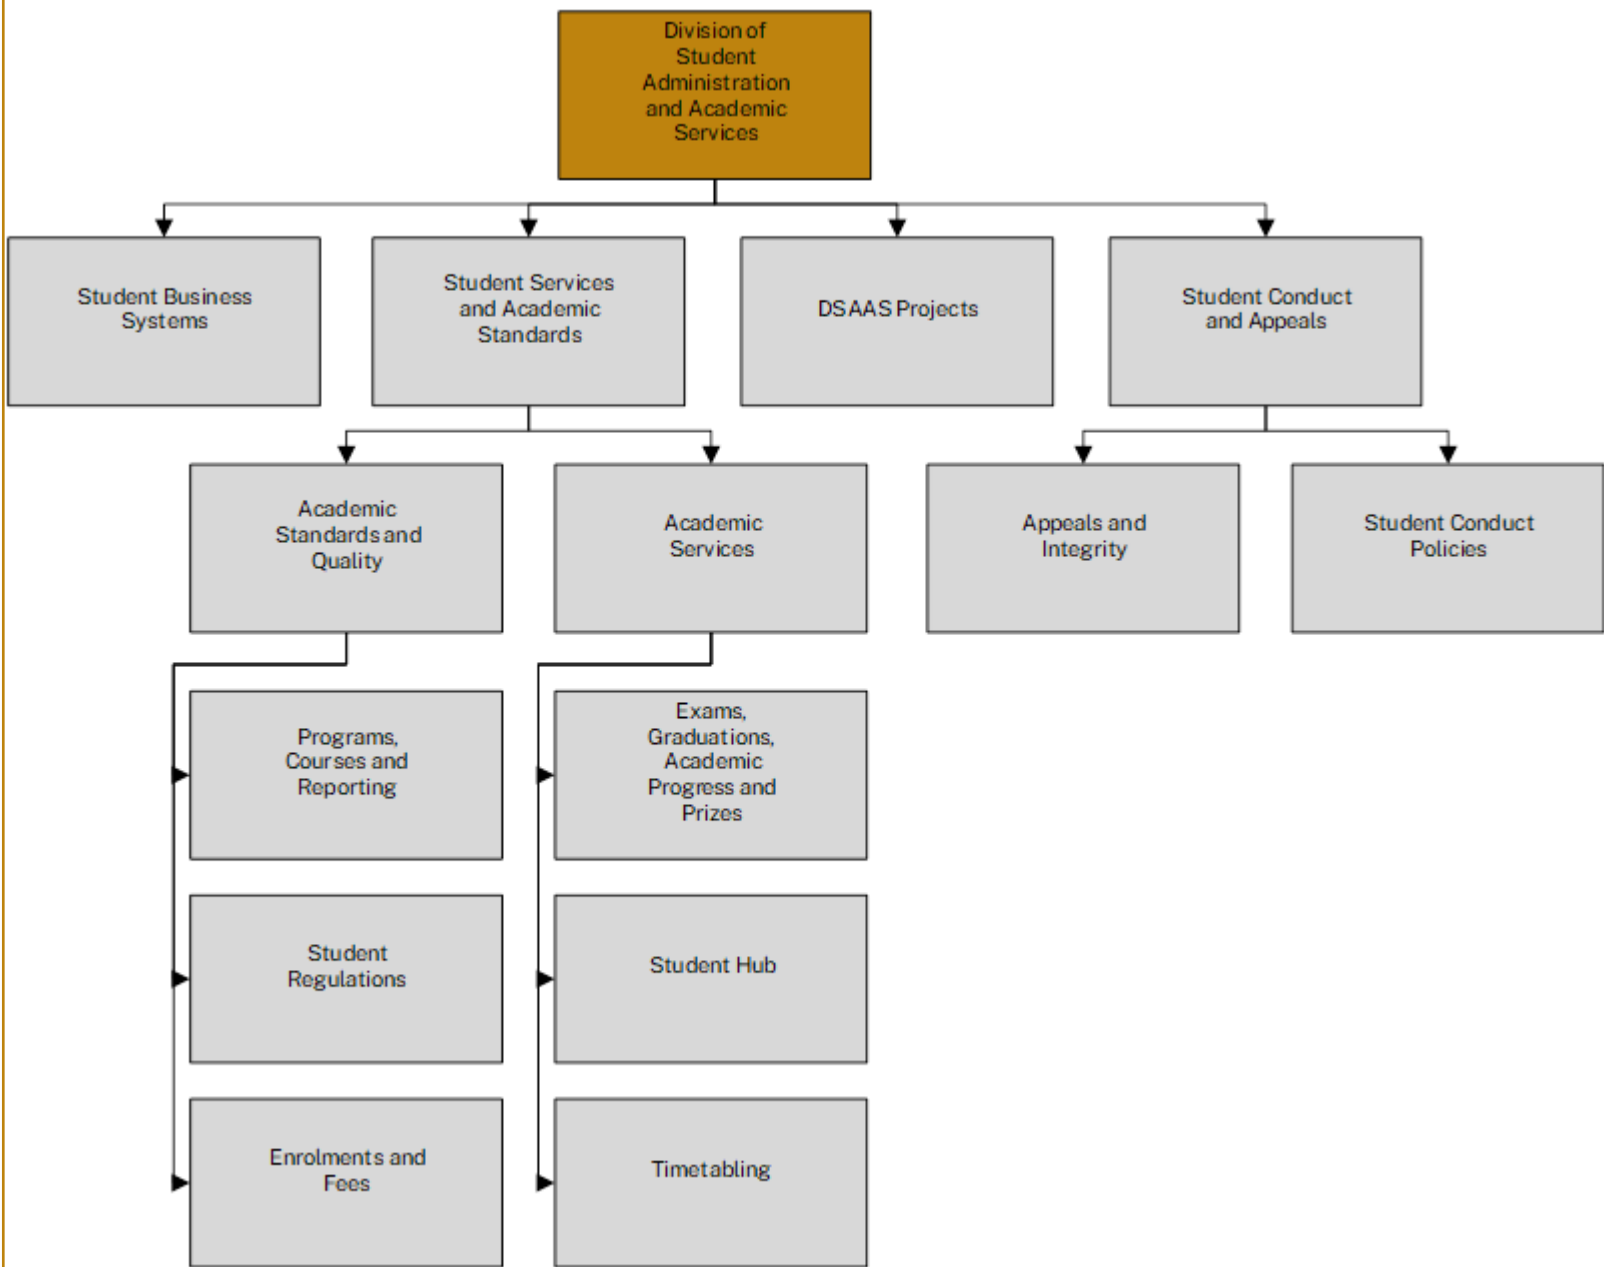 Division of
Student
Administration
and Academic
Services
Student Business
Systems
Student Services
and Academic
Standards
DSAAS Projects
Student Conduct
and Appeals
Academic
Standards and
Quality
Academic
Services
Appeals and
Integrity
Student Conduct
Policies
Programs,
Courses and
Reporting
Exams,
Graduations,
Academic
Progress and
Prizes
Student
Regulations
Student Hub
Enrolments and
Fees
Timetabling